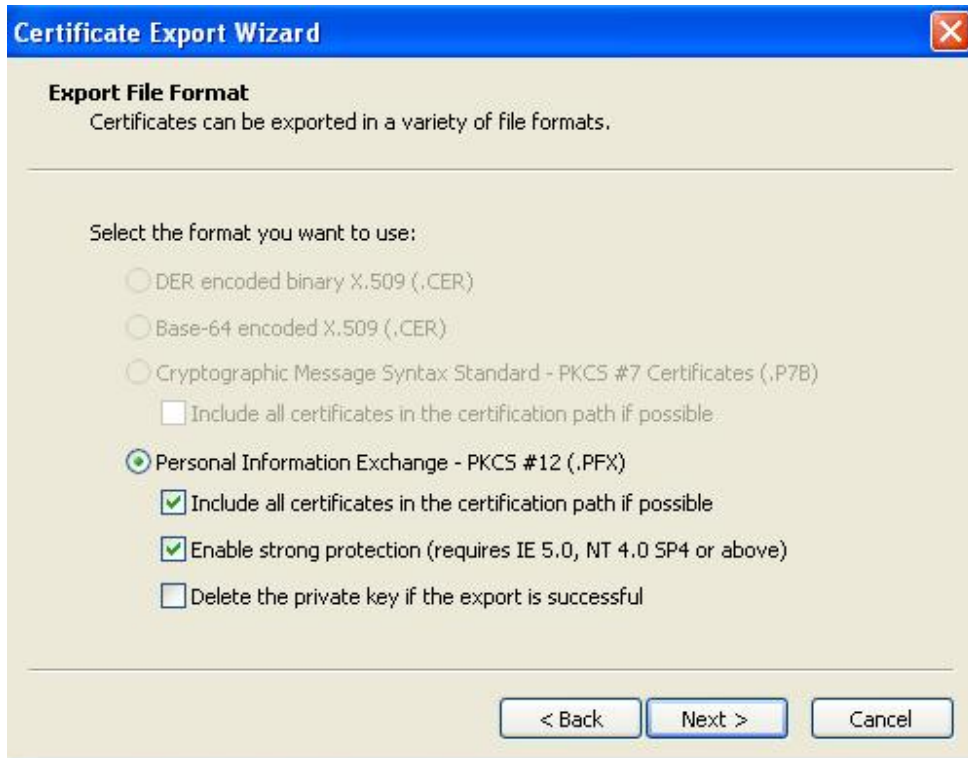 Certificate Export Wizard
Export File Format
Certificates can be exported in a variety of file formats.
Select the format you want to use:
DER encoded binary X.509 (.CER)
Base-64 encoded X.509 (.CER)
Cryptographic Message Syntax Standard - PKCS #7 Certificates (.P7B)
Include all certificates in the certification path if possible
Personal Information Exchange - PKCS #12 (.PFX)
Include all certificates in the certification path if possible
Enable strong protection (requires IE 5.0, NT 4.0 SP4 or above)
Delete the private key if the export is successful
< Back Next > Cancel